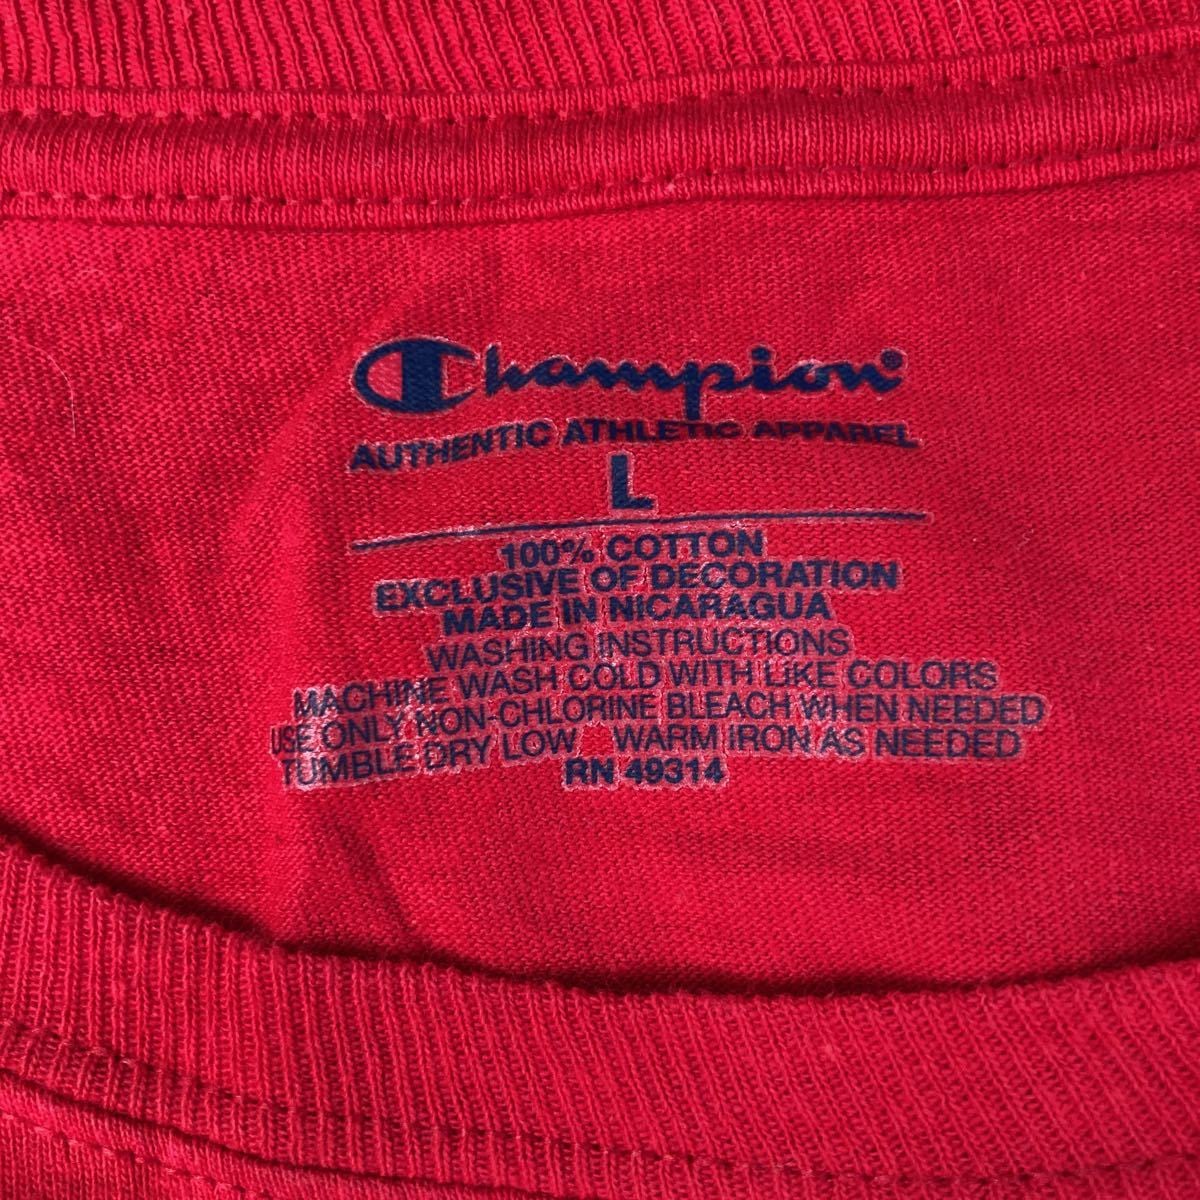 Champion®
AUTHENTIC ATHLETIC APPAREL
L
100% COTTON
EXCLUSIVE OF DECORATION
MADE IN NICARAGUA
WASHING INSTRUCTIONS
MACHINE WASH COLD WITH LIKE COLORS
USE ONLY NON-CHLORINE BLEACH WHEN NEEDED
TUMBLE DRY LOW WARM IRON AS NEEDED
RN 49314